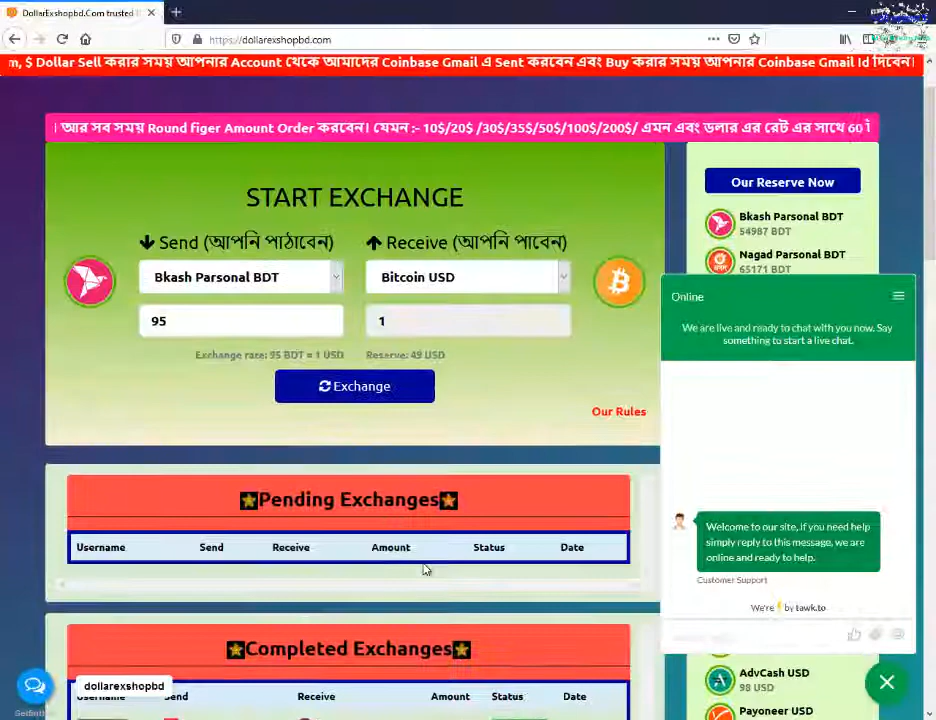 DollarExshopbd.Com trusted
https://dollarexshopbd.com
m, $ Dollar Sell করার সময় আপনার Account থেকে আমাদের Coinbase Gmail এ Sent করবেন এবং Buy করার সময় আপনার Coinbase Gmail Id দিবেন।
। আর সব সময় Round figer Amount Order করবেন। যেমন :- 10$/20$ /30$/35$/50$/100$/200$/ এমন এবং ডলার এর রেট এর সাথে 60
START EXCHANGE
Send (আপনি পাঠাবেন)
Receive (আপনি পাবেন)
Bkash Parsonal BDT
Bitcoin USD
95
1
Exchange rate: 95 BDT = 1 USD
Reserve: 49 USD
Exchange
Our Rules
Our Reserve Now
Bkash Parsonal BDT
54987 BDT
Nagad Parsonal BDT
65171 BDT
Online
We are live and ready to chat with you now. Say
something to start a live chat.
Welcome to our site, if you need help
simply reply to this message, we are
online and ready to help.
Customer Support
We're by tawk.to
Pending Exchanges
Username Send Receive Amount Status Date
Completed Exchanges
Username Send Receive Amount Status Date
dollarexshopbd
AdvCash USD
98 USD
Payoneer USD